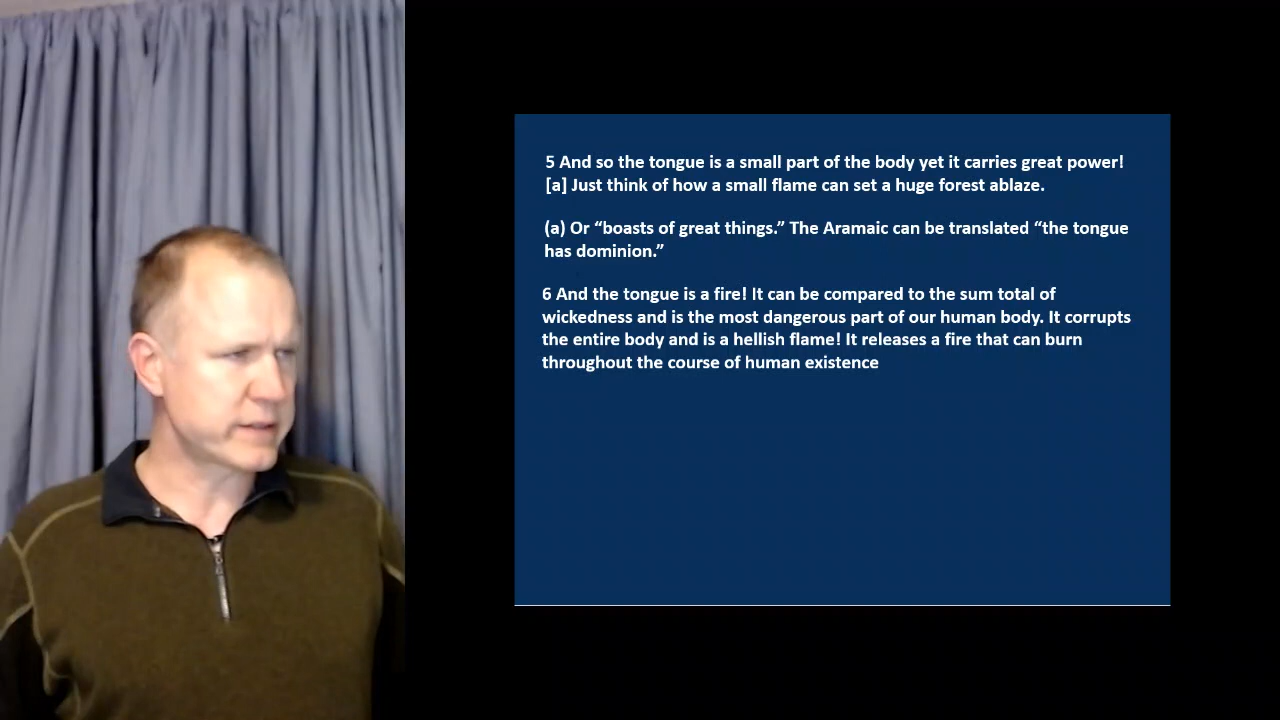 5 And so the tongue is a small part of the body yet it carries great power!
[a] Just think of how a small flame can set a huge forest ablaze.
(a) Or “boasts of great things.” The Aramaic can be translated “the tongue
has dominion.”
6 And the tongue is a fire! It can be compared to the sum total of
wickedness and is the most dangerous part of our human body. It corrupts
the entire body and is a hellish flame! It releases a fire that can burn
throughout the course of human existence